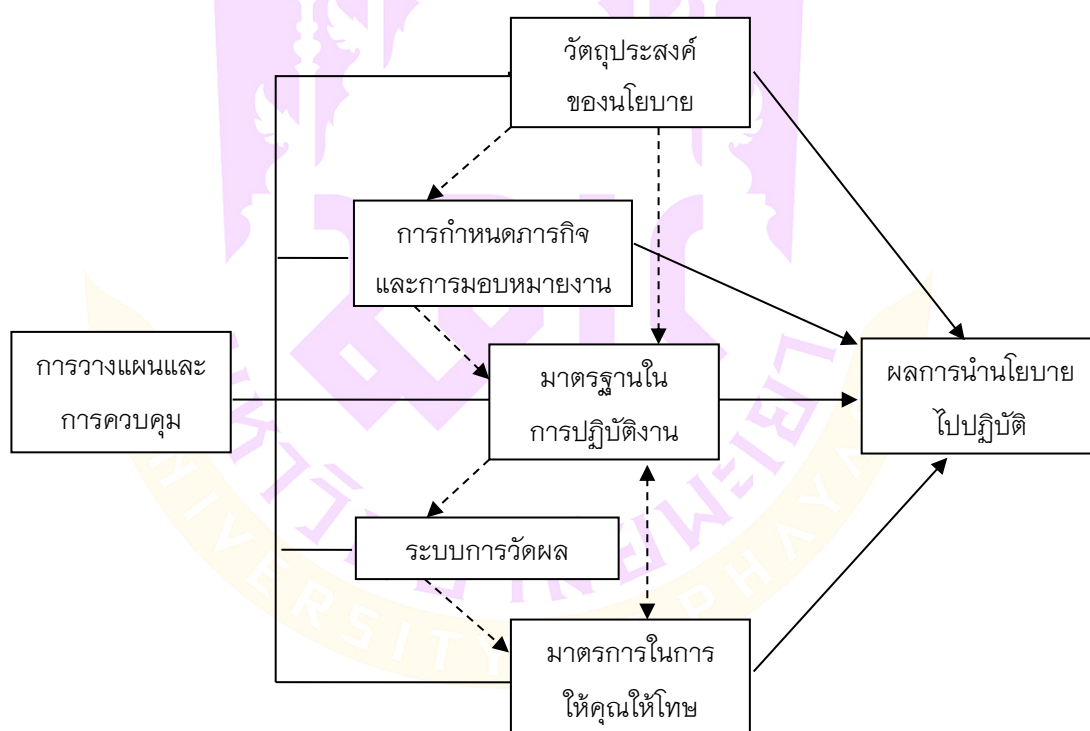 วัตถุประสงค์
ของนโยบาย
การกำหนดภารกิจ
และการมอบหมายงาน
การวางแผนและ
การควบคุม
มาตรฐานใน
การปฏิบัติงาน
ผลการนำนโยบาย
ไปปฏิบัติ
ระบบการวัดผล
มาตรการในการ
ให้คุณให้โทษ